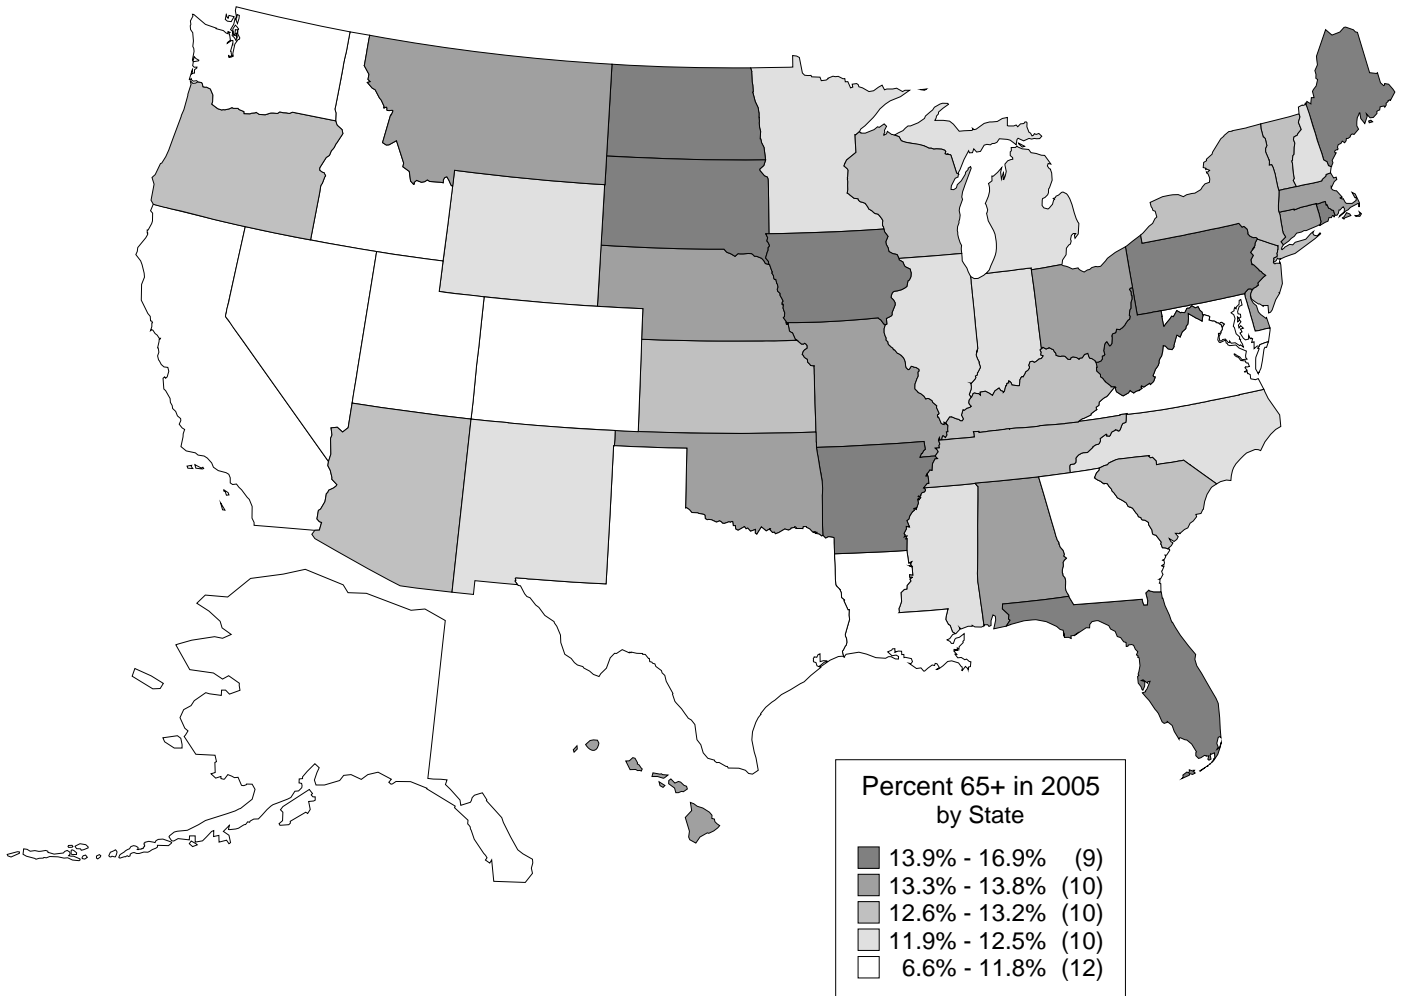 Percent 65+ in 2005
by State
13.9% - 16.9% (9)
13.3% - 13.8% (10)
12.6% - 13.2% (10)
11.9% - 12.5% (10)
6.6% - 11.8% (12)